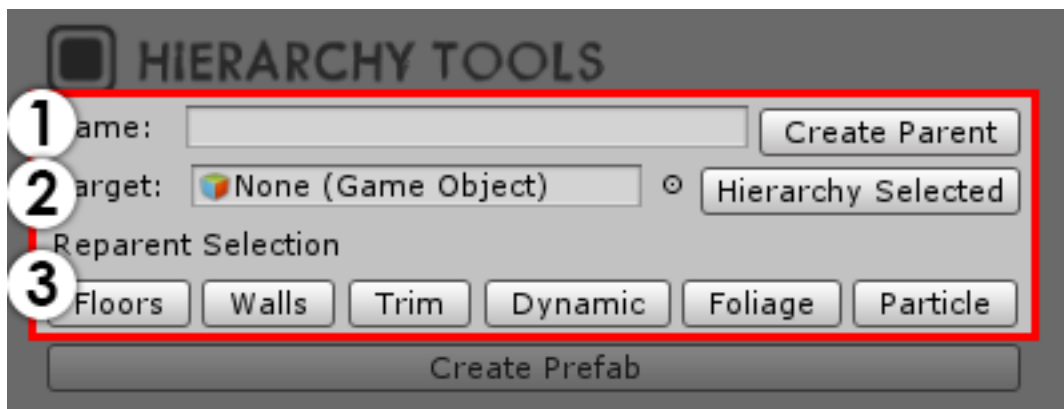 HiERARCHY TOOLS
1 ame: Create Parent
2 arget: None (Game Object) Hierarchy Selected
Reparent Selection
3 Floors Walls Trim Dynamic Foliage Particle
Create Prefab